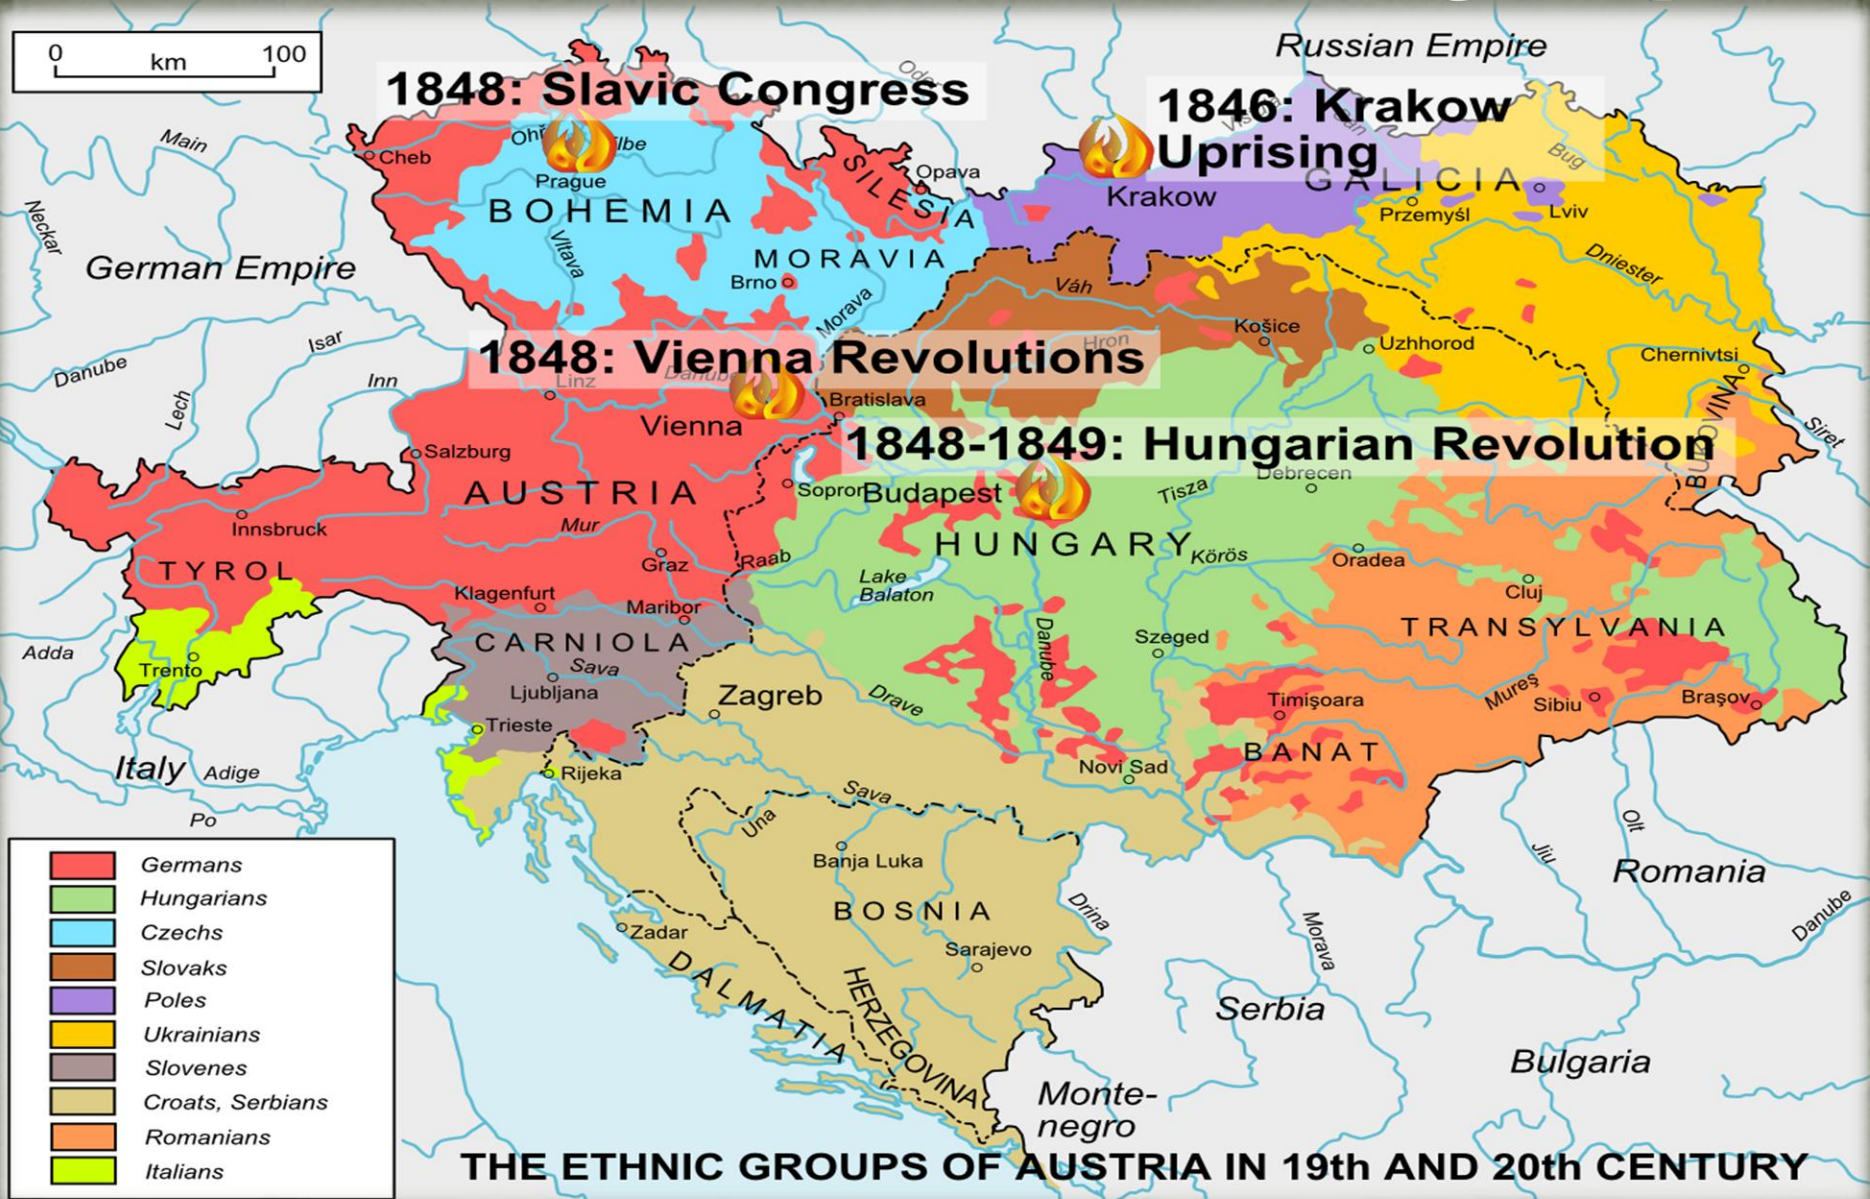 0 100
km
Russian Empire
1848: Slavic Congress
1846: Krakow
Uprising
Main
Cheb
Elbe
Prague
BOHEMIA
SILESIA
Opava
Krakow
GALICIA
Bug
Przemyśl
Lviv
Neckar
German Empire
Vltava
MORAVIA
Brno
Morava
Váh
Dniester
Košice
Uzhhorod
Chernivtsi
Hron
Danube
Isar
Inn
Lech
1848: Vienna Revolutions
Linz
Danube
Vienna
Bratislava
BUKOVINA
Siret
1848-1849: Hungarian Revolution
Salzburg
AUSTRIA
Sopron
Budapest
Tisza
Debrecen
Innsbruck
Mur
HUNGARY
Körös
Oradea
TYROL
Graz
Raab
Lake
Balaton
Cluj
Klagenfurt
Maribor
CARNIOLA
Danube
Szeged
TRANSYLVANIA
Adda
Trento
Sava
Ljubljana
Zagreb
Drave
Timişoara
Mureş
Sibiu
Braşov
Trieste
BANAT
Italy
Adige
Rijeka
Novi Sad
Po
Sava
Una
Banja Luka
Olt
Jiu
Romania
Danube
BOSNIA
Drina
Morava
Zadar
Sarajevo
DALMATIA
HERZEGOVINA
Serbia
Bulgaria
Monte-
negro
Germans
Hungarians
Czechs
Slovaks
Poles
Ukrainians
Slovenes
Croats, Serbians
Romanians
Italians
THE ETHNIC GROUPS OF AUSTRIA IN 19th AND 20th CENTURY